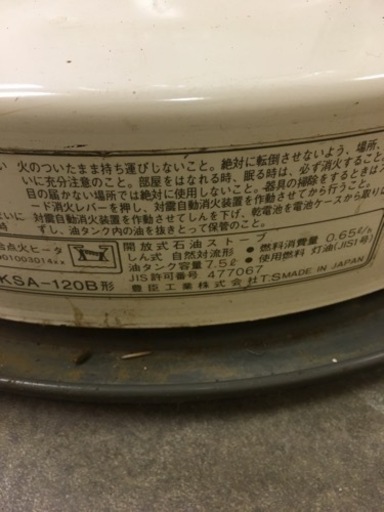 火のついたまま持ち運びしないこと。絶対に転倒させないよう、場所、
いに充分注意のこと。部屋をはなれる時、眠る時は、必ず消火すること
目の届かない場所では絶対に使用しないこと。器具の掃除をするときは
ード消火レバーを押し、対震自動消火装置を作動させてから行うこと。
対震自動消火装置を作動させてしんを下げ、乾電池を電池ケースから取り
ずし、油タンク内の油を抜きとって保管のこと。
点火ヒータ
001003014
KSA-120B形
開放式石油ストーブ
しん式 自然対流形
油タンク容量7.5ℓ
JIS許可番号 477067
燃料消費量 0.65ℓ/h
使用燃料 灯油(JIS1号)
豊臣工業株式会社T.S MADE IN JAPAN